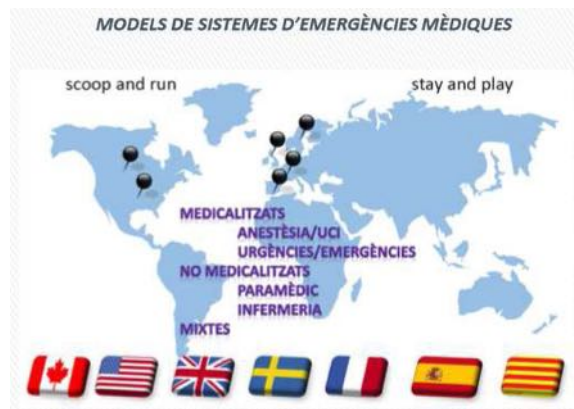 MODELS DE SISTEMES D'EMERGÈNCIES MÈDIQUES
scoop and run
stay and play
MEDICALITZATS
ANESTÈSIA/UCI
URGÈNCIES/EMERGÈNCIES
NO MEDICALITZATS
PARAMÈDIC
INFERMERIA
MIXTES